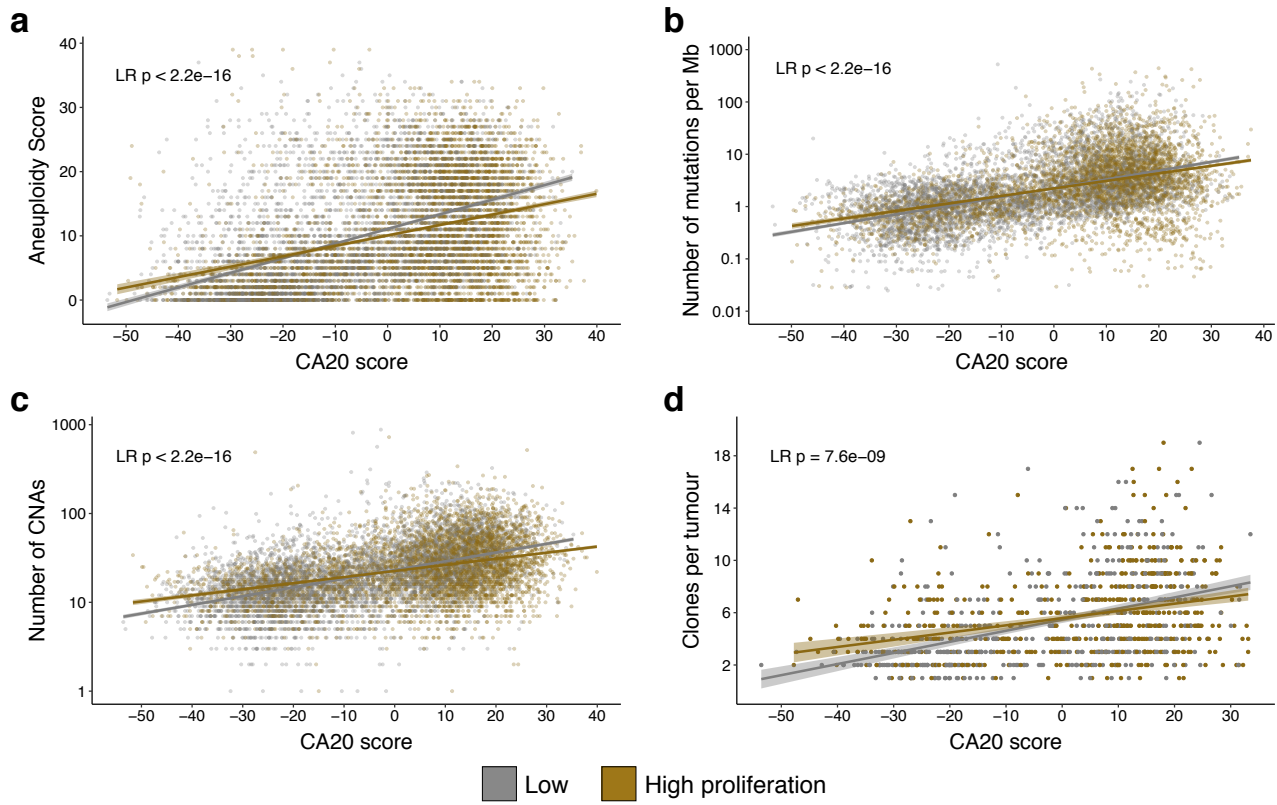 a
Aneuploidy Score
40
30
20
10
0
LR p < 2.2e−16
−50 −40 −30 −20 −10 0 10 20 30 40
CA20 score
b
Number of mutations per Mb
1000
100
10
1
0.1
0.01
LR p < 2.2e−16
−50 −40 −30 −20 −10 0 10 20 30 40
CA20 score
c
Number of CNAs
1000
100
10
1
LR p < 2.2e−16
−50 −40 −30 −20 −10 0 10 20 30 40
CA20 score
d
Clones per tumour
18
14
10
6
2
LR p = 7.6e−09
−50 −40 −30 −20 −10 0 10 20 30
CA20 score
Low High proliferation